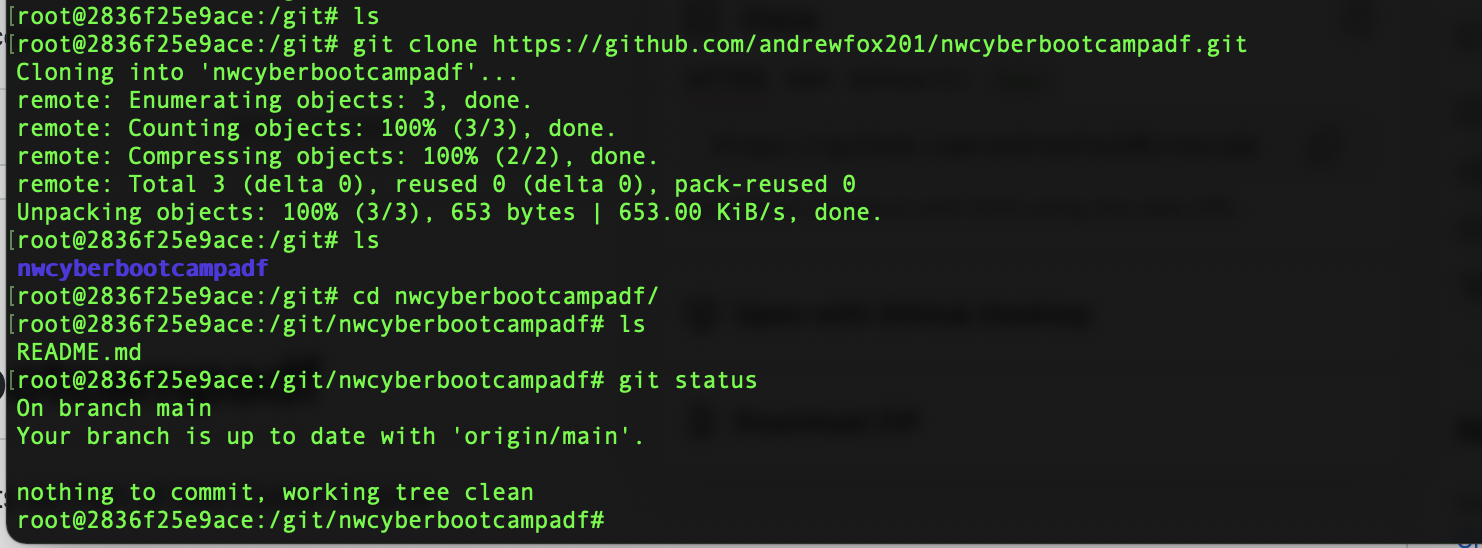 [root@2836f25e9ace:/git# ls
[root@2836f25e9ace:/git# git clone https://github.com/andrewfox201/nwcyberbootcampadf.git
Cloning into 'nwcyberbootcampadf'...
remote: Enumerating objects: 3, done.
remote: Counting objects: 100% (3/3), done.
remote: Compressing objects: 100% (2/2), done.
remote: Total 3 (delta 0), reused 0 (delta 0), pack-reused 0
Unpacking objects: 100% (3/3), 653 bytes | 653.00 KiB/s, done.
[root@2836f25e9ace:/git# ls
nwcyberbootcampadf
[root@2836f25e9ace:/git# cd nwcyberbootcampadf/
[root@2836f25e9ace:/git/nwcyberbootcampadf# ls
README.md
[root@2836f25e9ace:/git/nwcyberbootcampadf# git status
On branch main
Your branch is up to date with 'origin/main'.

nothing to commit, working tree clean
root@2836f25e9ace:/git/nwcyberbootcampadf#